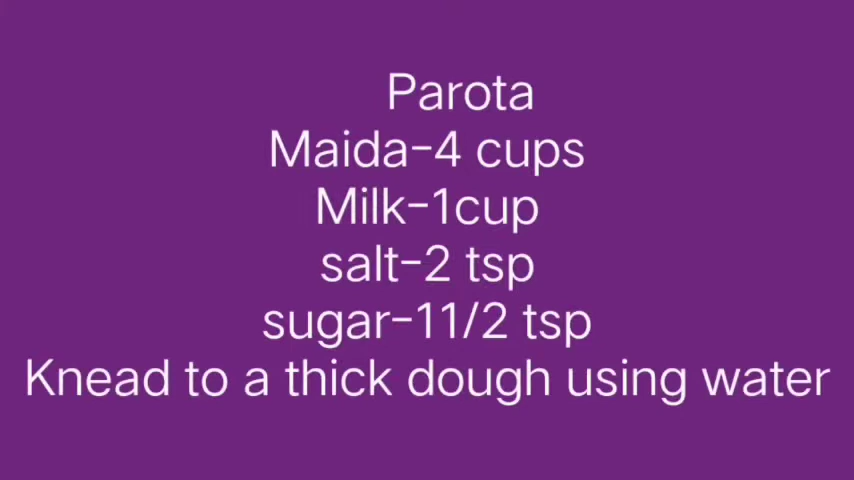 Parota
Maida-4 cups
Milk-1cup
salt-2 tsp
sugar-11/2 tsp
Knead to a thick dough using water